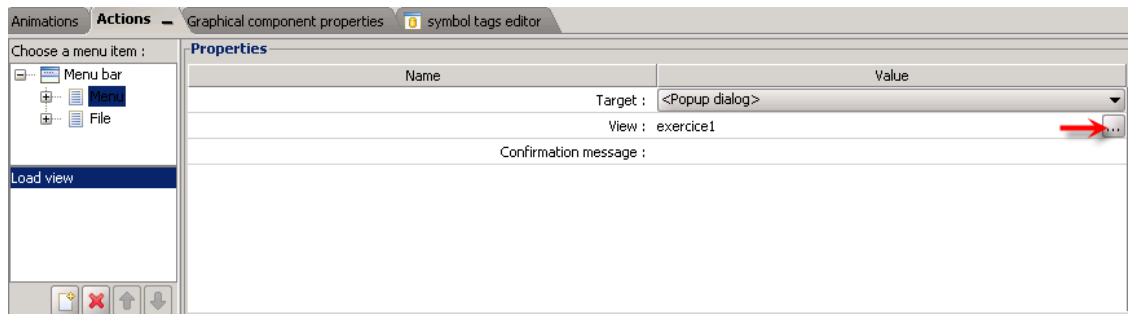 Animations Actions Graphical component properties symbol tags editor
Choose a menu item :
Menu bar
Menu
File
Load view
Properties
Name Value
Target : <Popup dialog>
View : exercice1 ...
Confirmation message :